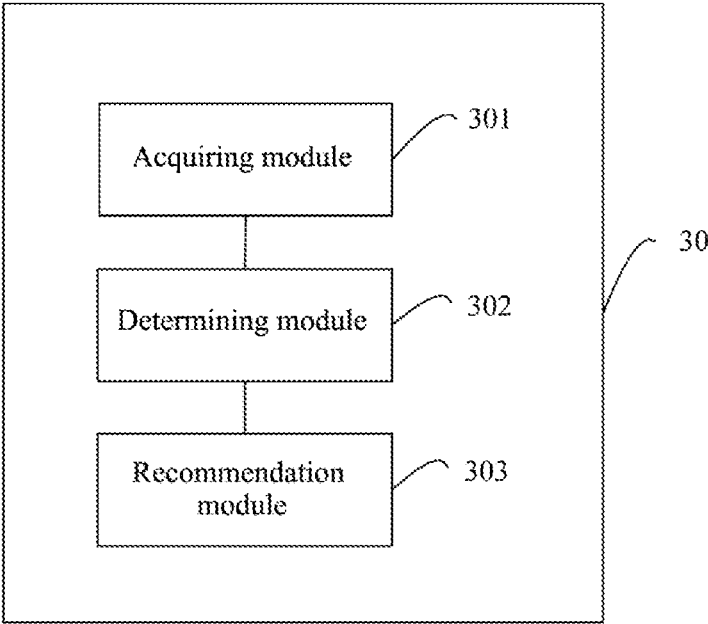 Acquiring module
301
30
Determining module
302
Recommendation
module
303